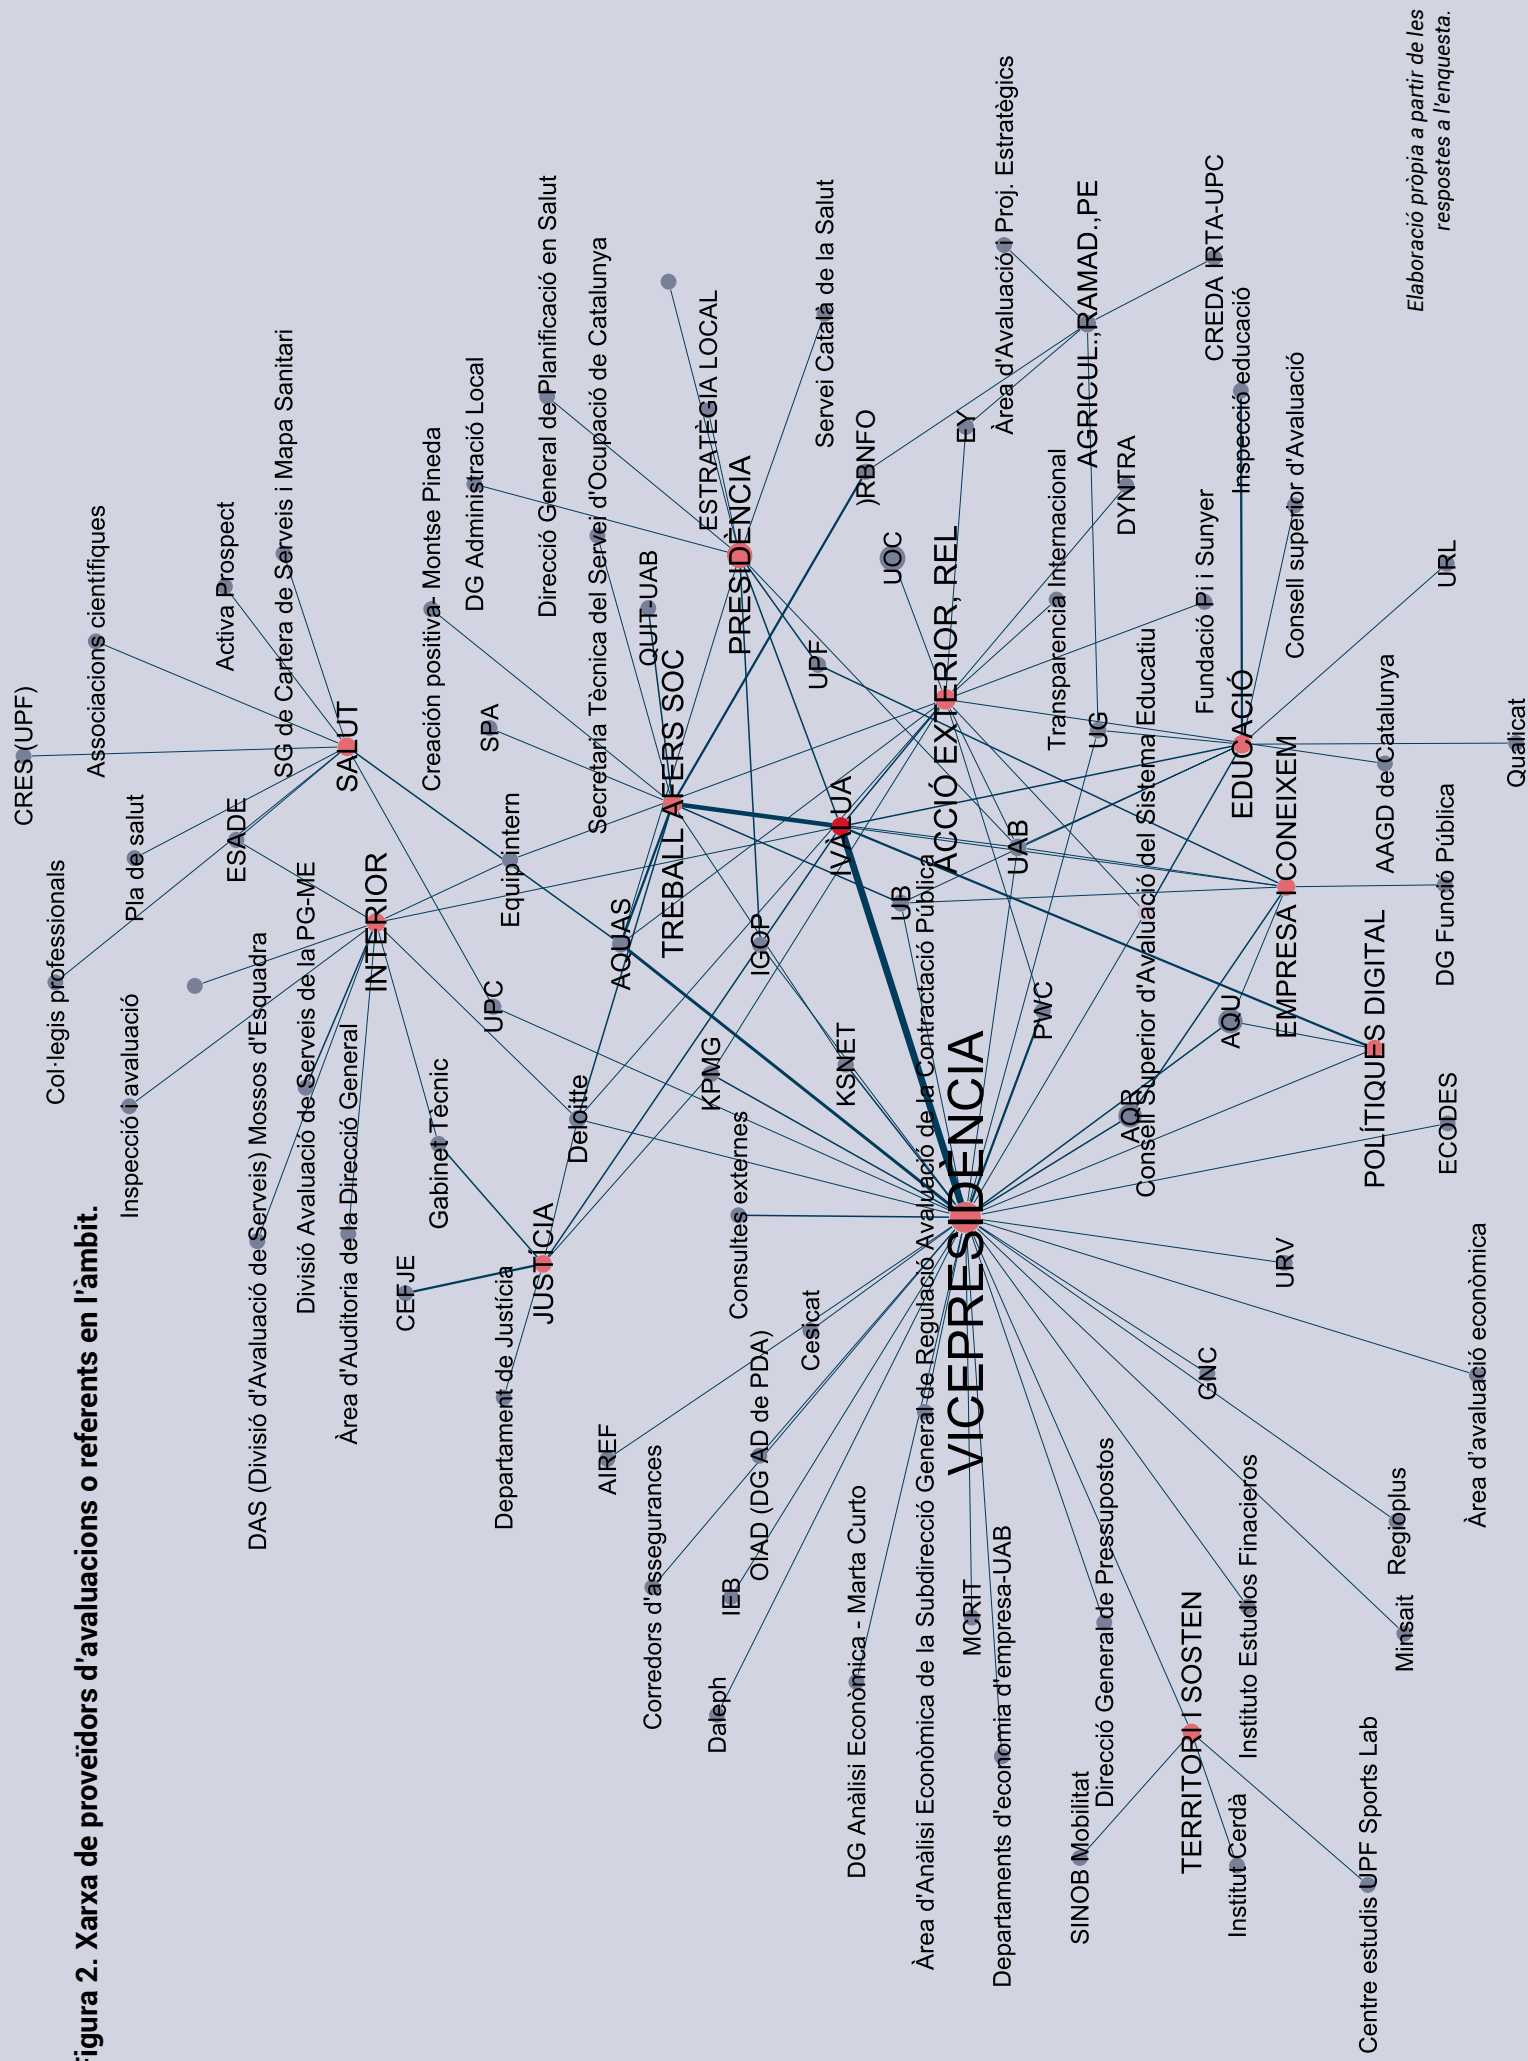 Figura 2. Xarxa de proveïdors d'avaluacions o referents en l'àmbit.
CRES (UPF)
Col·legis professionals
Associacions científiques
Inspecció i avaluació
Pla de salut
Activa Prospect
ESADE
DAS (Divisió d'Avaluació de Serveis) Mossos d'Esquadra
SG de Cartera de Serveis i Mapa Sanitari
Divisió Avaluació de Serveis de la PG-ME
Àrea d'Auditoria de la Direcció General
SALUT
INTERIOR
CEFJE
Gabinet Tècnic
Creación positiva- Montse Pineda
DG Administració Local
SPA
UPC
Departament de Justícia
Equip intern
JUSTÍCIA
Direcció General de Planificació en Salut
Deloitte
Secretaria Tècnica del Servei d'Ocupació de Catalunya
AIREF
AQUAS
QUIT-UAB
Corredors d'assegurances
TREBALL AFERS SOC
ESTRATÈGIA LOCAL
KPMG
Daleph
IEB
Consultes externes
PRESIDÈNCIA
OIAD (DG AD de PDA)
IGOP
Cesicat
UPF
Servei Català de la Salut
IVÀLUA
KSNET
DG Anàlisi Econòmica - Marta Curto
)RBNFO
UOC
UB
Àrea d'Anàlisi Econòmica de la Subdirecció General de Regulació Avaluació de la Contractació Pública
ACCIÓ EXTERIOR, REL
EY
VICEPRESIDÈNCIA
MCRIT
Departaments d'economia d'empresa-UAB
Àrea d'Avaluació i Proj. Estratègics
UAB
PWC
Transparencia Internacional
SINOB Mobilitat
AGRICUL.,RAMAD.,PE
UG
Direcció General de Pressupostos
DYNTRA
AQR
Consell Superior d'Avaluació del Sistema Educatiu
TERRITORI I SOSTEN
Fundació Pi i Sunyer
GNC
CREDA IRTA-UPC
AQU
Institut Cerdà
Inspecció educació
EDUCACIÓ
Instituto Estudios Finacieros
URV
EMPRESA I CONEIXEM
Consell superior d'Avaluació
Centre estudis UPF Sports Lab
POLÍTIQUES DIGITAL
AAGD de Catalunya
Regioplus
Minsait
DG Funció Pública
URL
ECODES
Àrea d'avaluació econòmica
Qualicat
Elaboració pròpia a partir de les
respostes a l'enquesta.